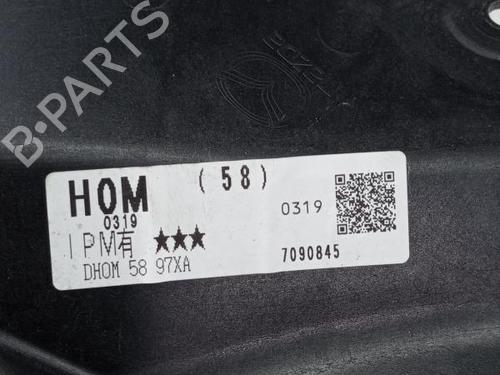 HOM (58)
0319 0319
IPM有 ★★★
DHOM 58 97XA 7090845
B-PARTS